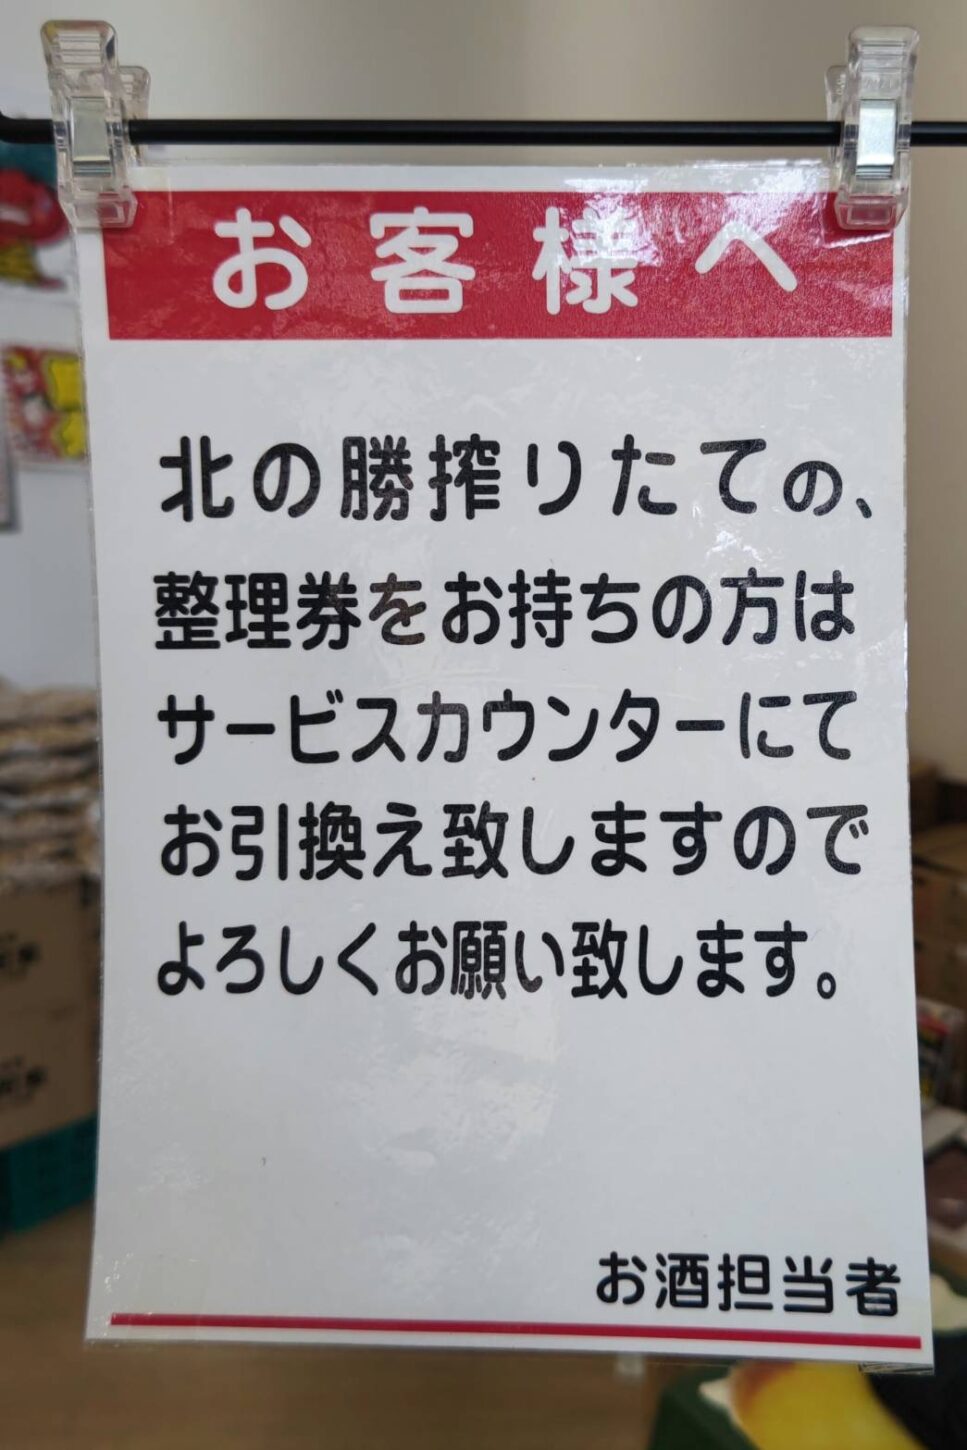 お客様へ
北の勝搾りたての、
整理券をお持ちの方は
サービスカウンターにて
お引換え致しますので
よろしくお願い致します。
お酒担当者